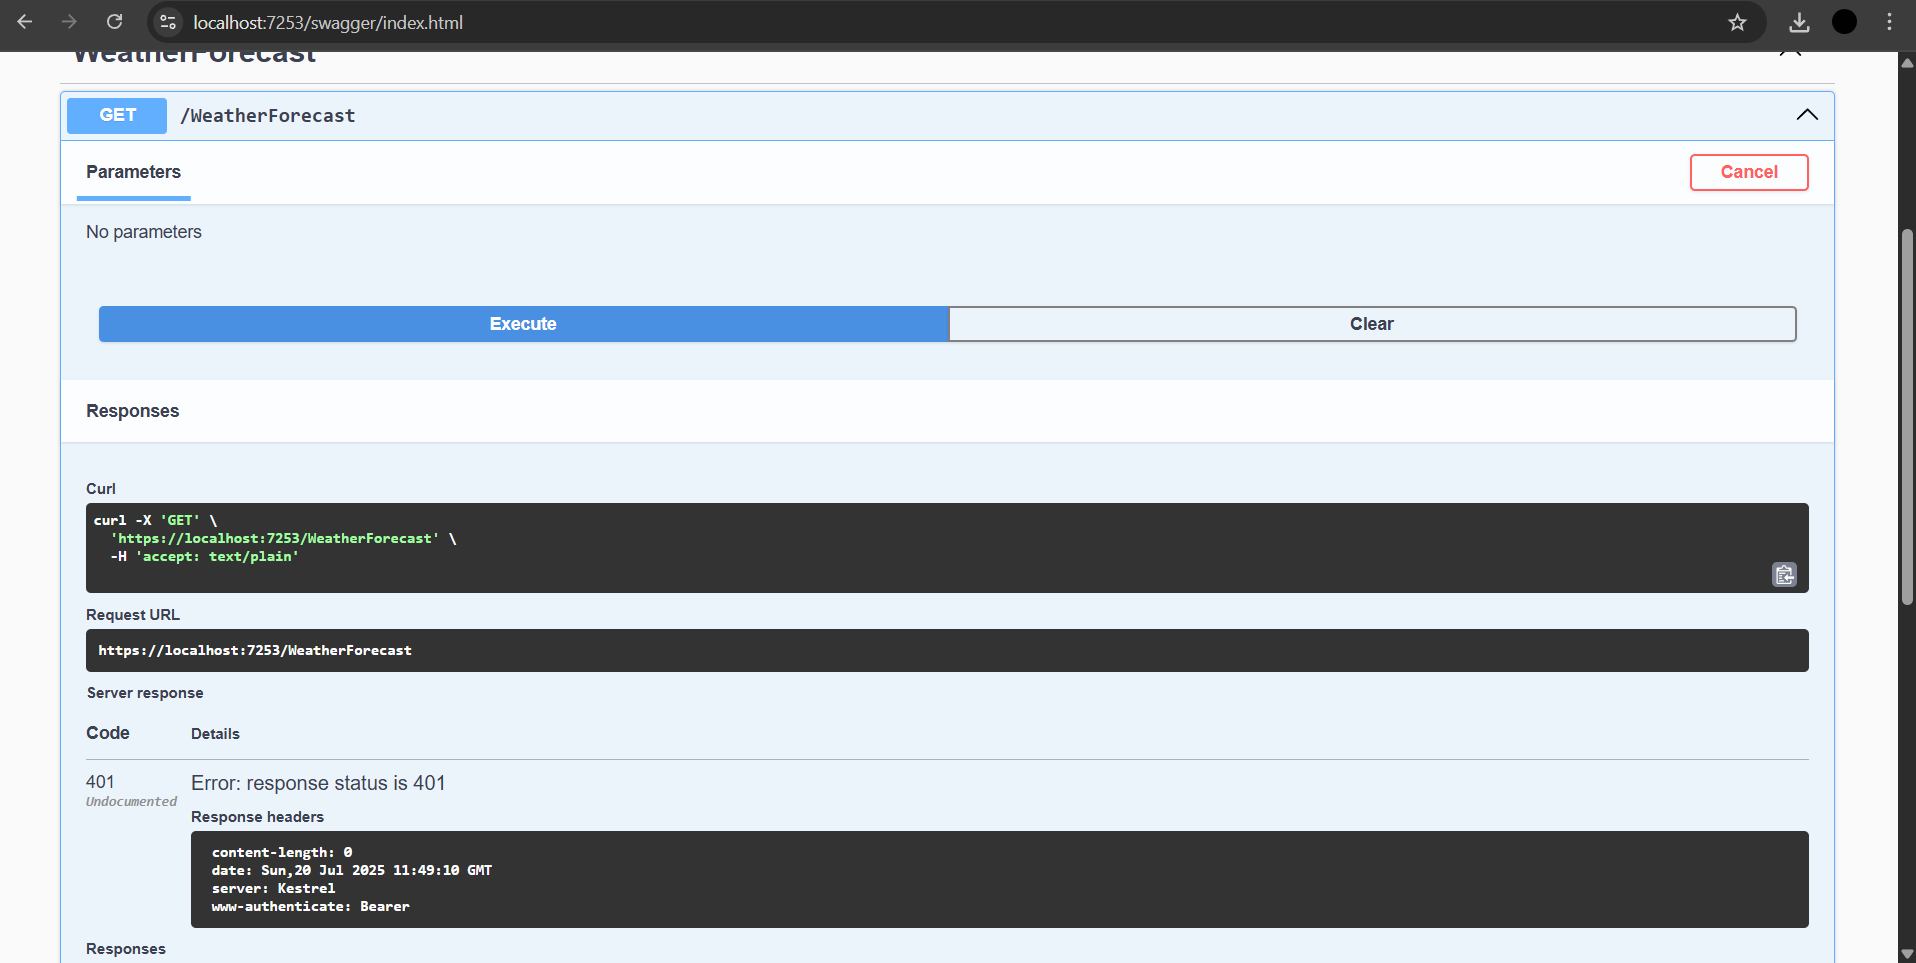 localhost:7253/swagger/index.html
WeatherForecast
GET /WeatherForecast
Parameters
Cancel
No parameters
Execute
Clear
Responses
Curl
curl -X 'GET' \
'https://localhost:7253/WeatherForecast' \
-H 'accept: text/plain'
Request URL
https://localhost:7253/WeatherForecast
Server response
Code Details
401 Error: response status is 401
Undocumented
Response headers
content-length: 0
date: Sun,20 Jul 2025 11:49:10 GMT
server: Kestrel
www-authenticate: Bearer
Responses